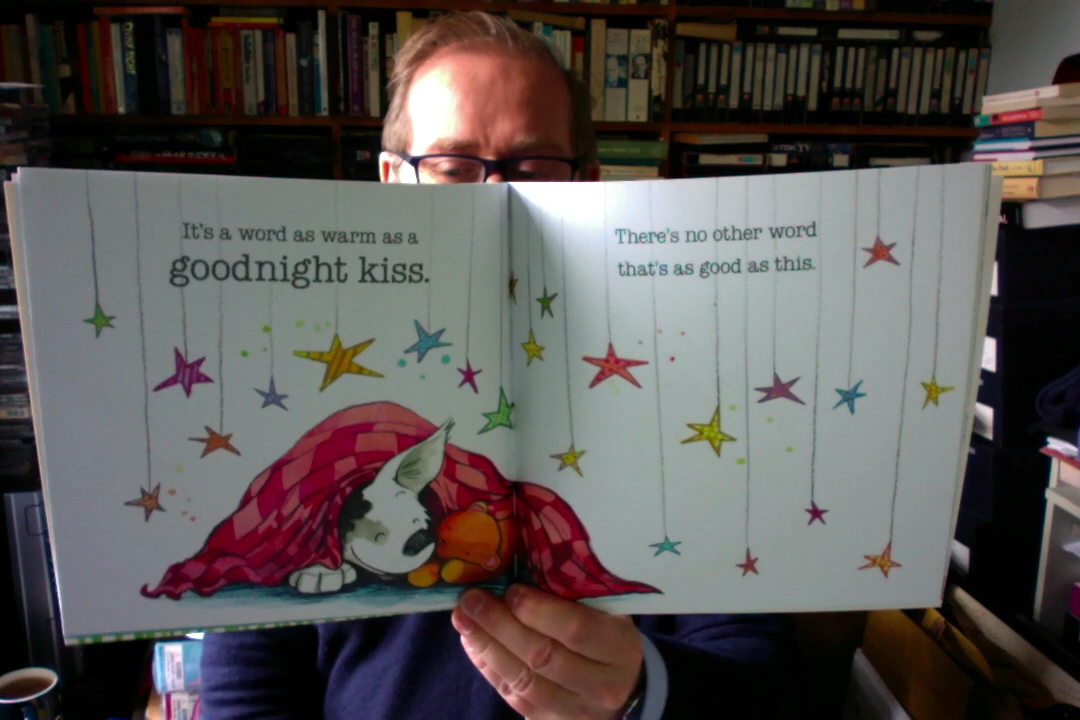 It's a word as warm as a
goodnight kiss.
There's no other word
that's as good as this.